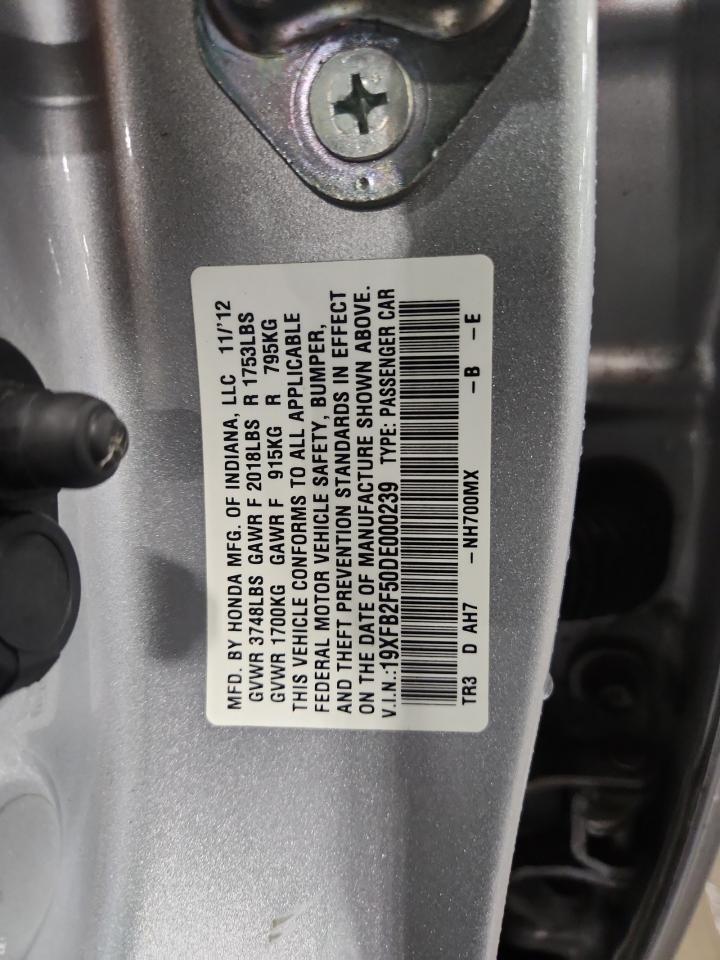 MFD. BY HONDA MFG. OF INDIANA, LLC 11/'12
GVWR 3748LBS GAWR F 2018LBS R 1753LBS
GVWR 1700KG GAWR F 915KG R 795KG
THIS VEHICLE CONFORMS TO ALL APPLICABLE
FEDERAL MOTOR VEHICLE SAFETY, BUMPER,
AND THEFT PREVENTION STANDARDS IN EFFECT
ON THE DATE OF MANUFACTURE SHOWN ABOVE.
V.I.N.:19XFB2F50DE000239 TYPE: PASSENGER CAR
TR3 D AH7 -NH700MX -B -E